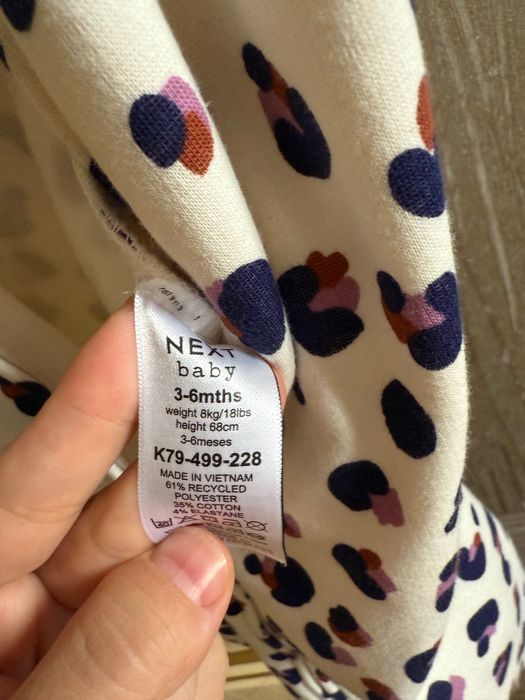 NEXT
baby
3-6mths
weight 8kg/18lbs
height 68cm
3-6meses
K79-499-228
MADE IN VIETNAM
61% RECYCLED
POLYESTER
35% COTTON
4% ELASTANE